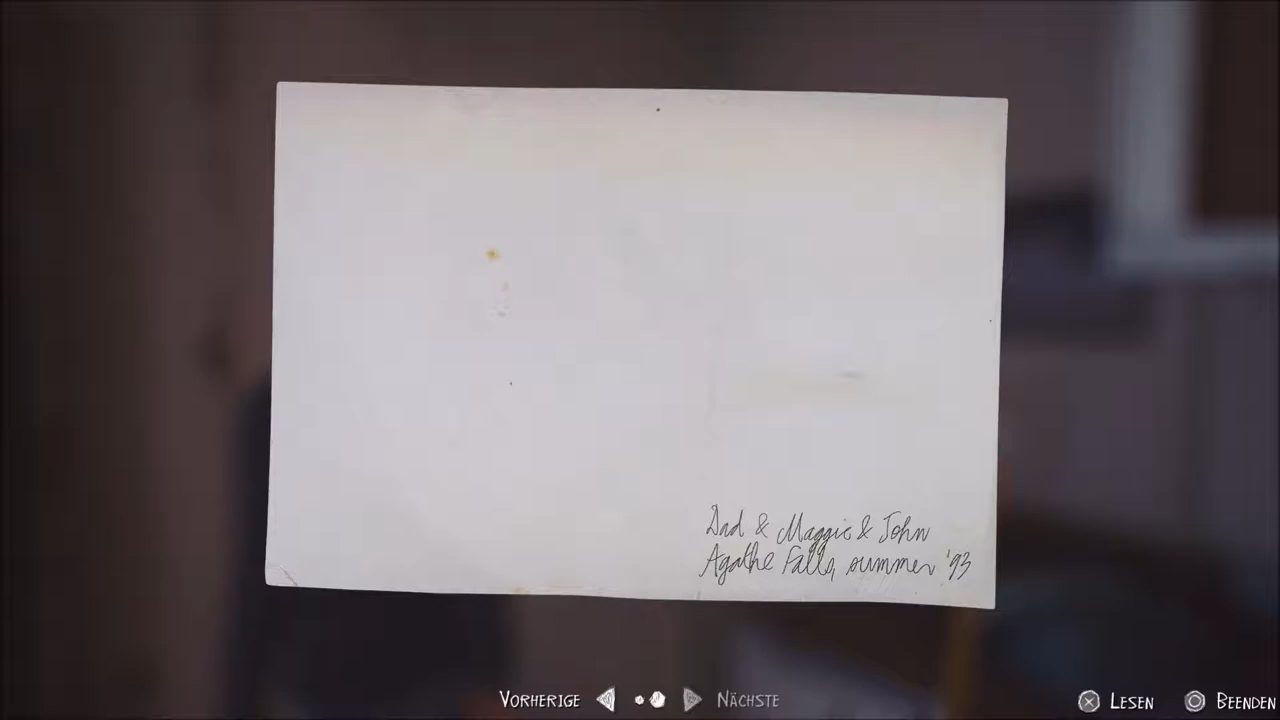 Dad & Maggie & John
Agathe Falls, summer '93
VORHERIGE NÄCHSTE LESEN BEENDEN